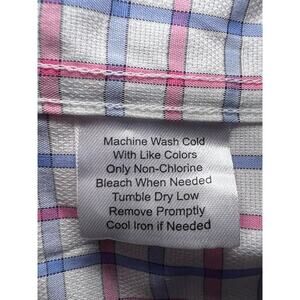 Machine Wash Cold
With Like Colors
Only Non-Chlorine
Bleach When Needed
Tumble Dry Low
Remove Promptly
Cool Iron if Needed